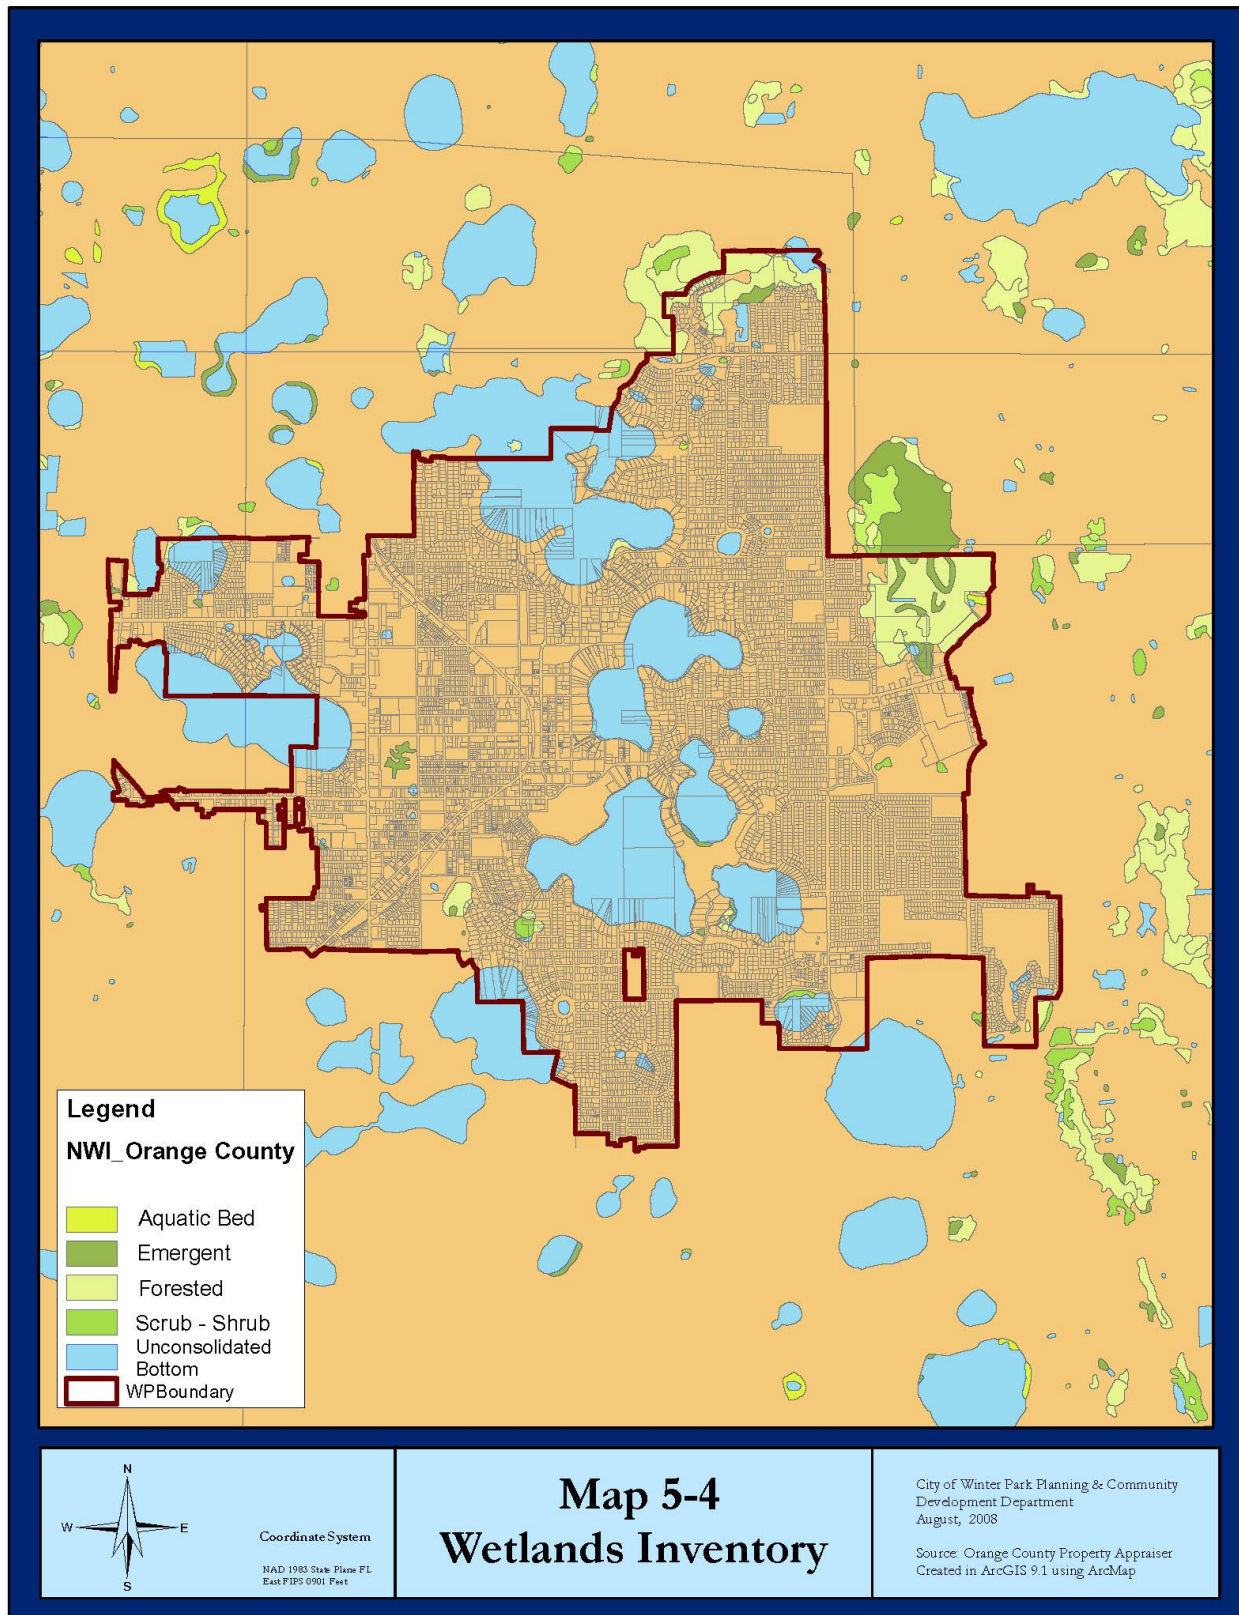 Legend
NWI_Orange County
Aquatic Bed
Emergent
Forested
Scrub - Shrub
Unconsolidated
Bottom
WPBoundary
N
W
E
S
Coordinate System
NAD 1983 State Plane FL
East FIPS 0901 Feet
Map 5-4
Wetlands Inventory
City of Winter Park Planning & Community
Development Department
August, 2008
Source: Orange County Property Appraiser
Created in ArcGIS 9.1 using ArcMap